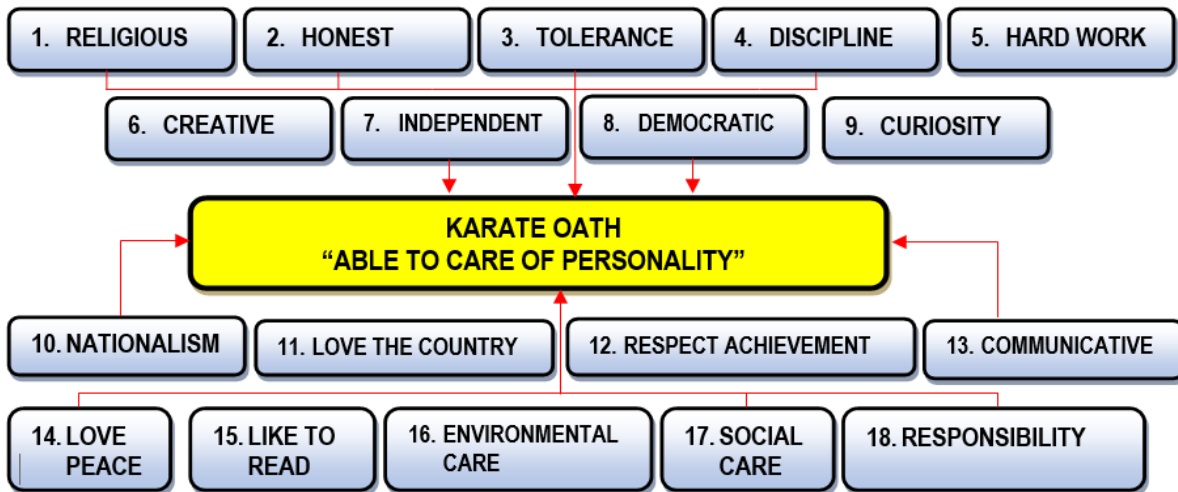 1. RELIGIOUS
2. HONEST
3. TOLERANCE
4. DISCIPLINE
5. HARD WORK
6. CREATIVE
7. INDEPENDENT
8. DEMOCRATIC
9. CURIOSITY
KARATE OATH
“ABLE TO CARE OF PERSONALITY”
10. NATIONALISM
11. LOVE THE COUNTRY
12. RESPECT ACHIEVEMENT
13. COMMUNICATIVE
14. LOVE
PEACE
15. LIKE TO
READ
16. ENVIRONMENTAL
CARE
17. SOCIAL
CARE
18. RESPONSIBILITY